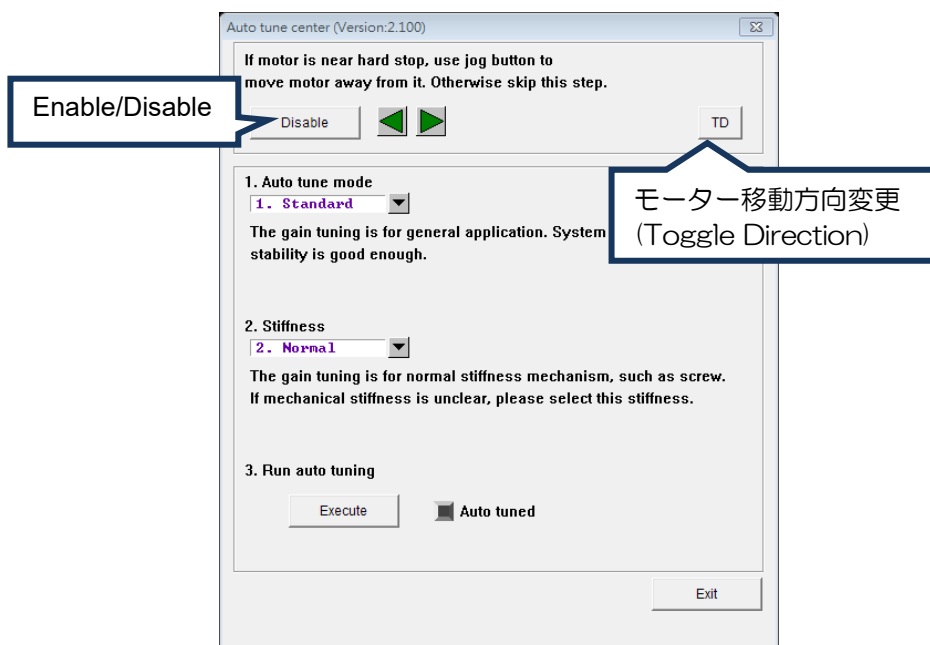 Auto tune center (Version:2.100)
If motor is near hard stop, use jog button to
move motor away from it. Otherwise skip this step.
Enable/Disable
Disable
TD
モーター移動方向変更
(Toggle Direction)
1. Auto tune mode
1. Standard
The gain tuning is for general application. System
stability is good enough.
2. Stiffness
2. Normal
The gain tuning is for normal stiffness mechanism, such as screw.
If mechanical stiffness is unclear, please select this stiffness.
3. Run auto tuning
Execute
Auto tuned
Exit